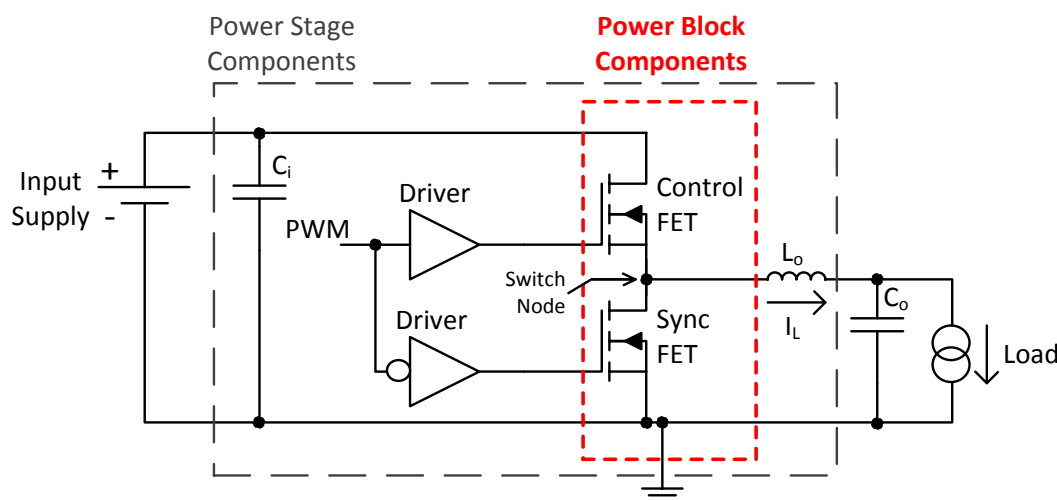 Power Stage
Components
Power Block
Components
Input
Supply
+
-
Cᵢ
Driver
PWM
Control
FET
Switch
Node
Lₒ
I_L
Cₒ
Driver
Sync
FET
Load